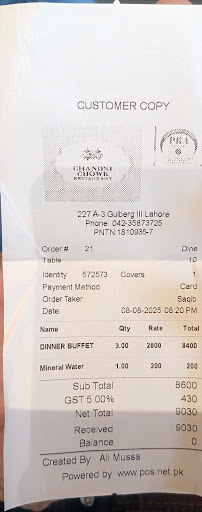 CUSTOMER COPY
CHANDNI
CHOWK
RESTAURANT
PRA
227 A-3 Gulberg III Lahore
Phone: 042-35873725
PNTN:1810935-7
Order # 21 Dine
Table 10
Identity 572573 Covers 1
Payment Method Card
Order Taker Saqib
Date: 08-08-2025 08:20 PM
Name Qty Rate Total
DINNER BUFFET 3.00 2800 8400
Mineral Water 1.00 200 200
Sub Total 8600
GST 5.00% 430
Net Total 9030
Received 9030
Balance 0
Created By: Ali Mussa
Powered by: www.pos.net.pk